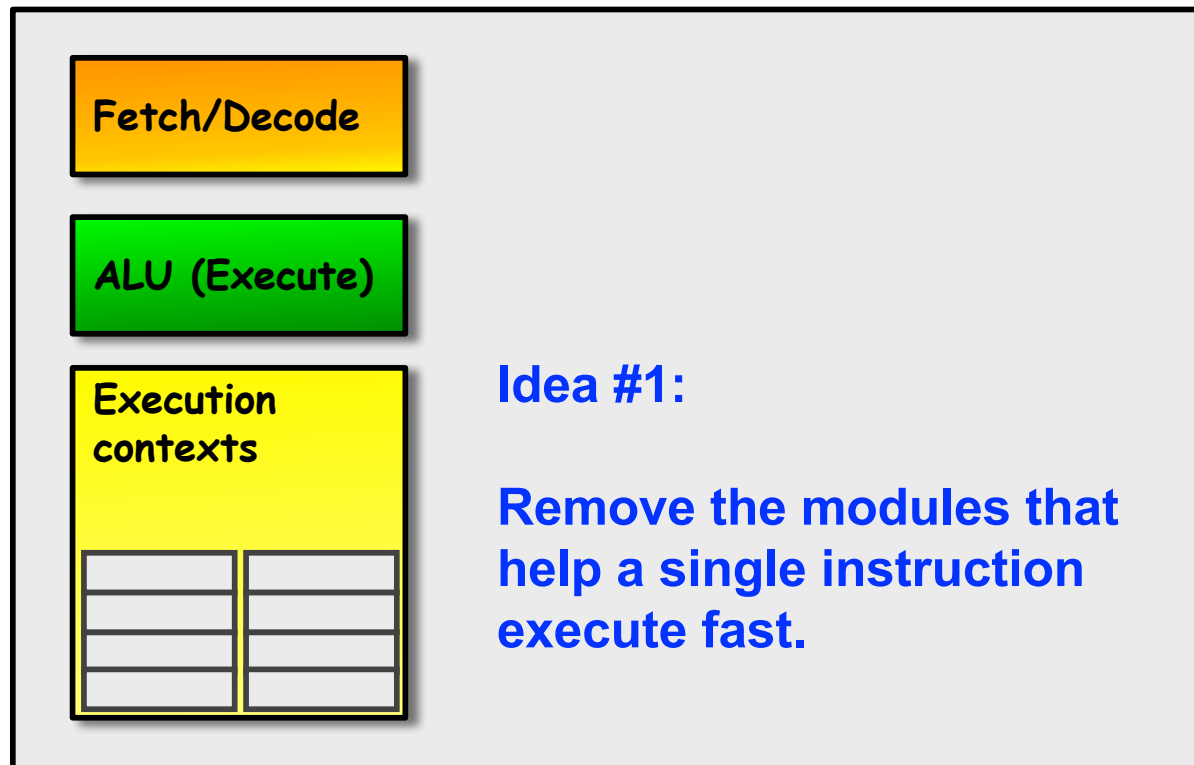 Fetch/Decode
ALU (Execute)
Execution
contexts
Idea #1:
Remove the modules that
help a single instruction
execute fast.